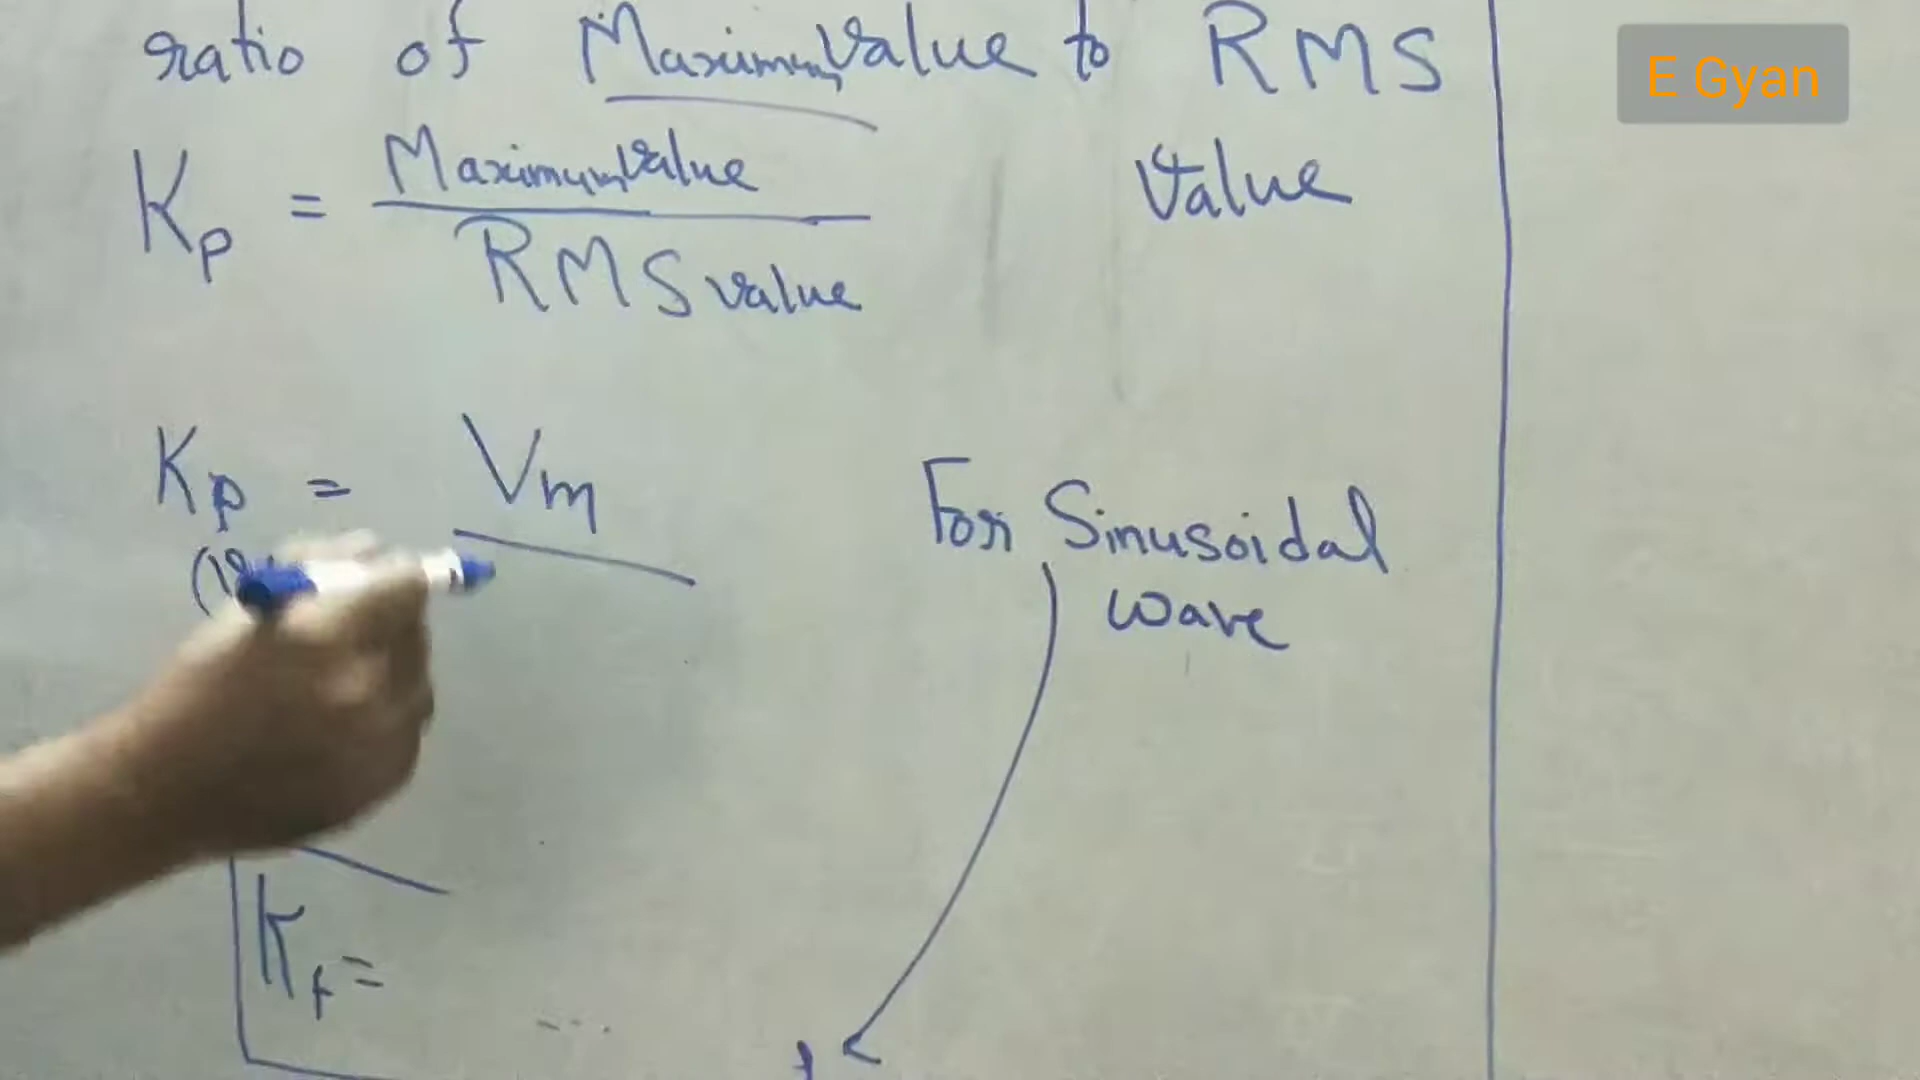 ratio of Maximum Value to RMS
Value
Kp = Maximum Value
RMS value
Kp = Vm
For Sinusoidal
wave
Kf =
E Gyan